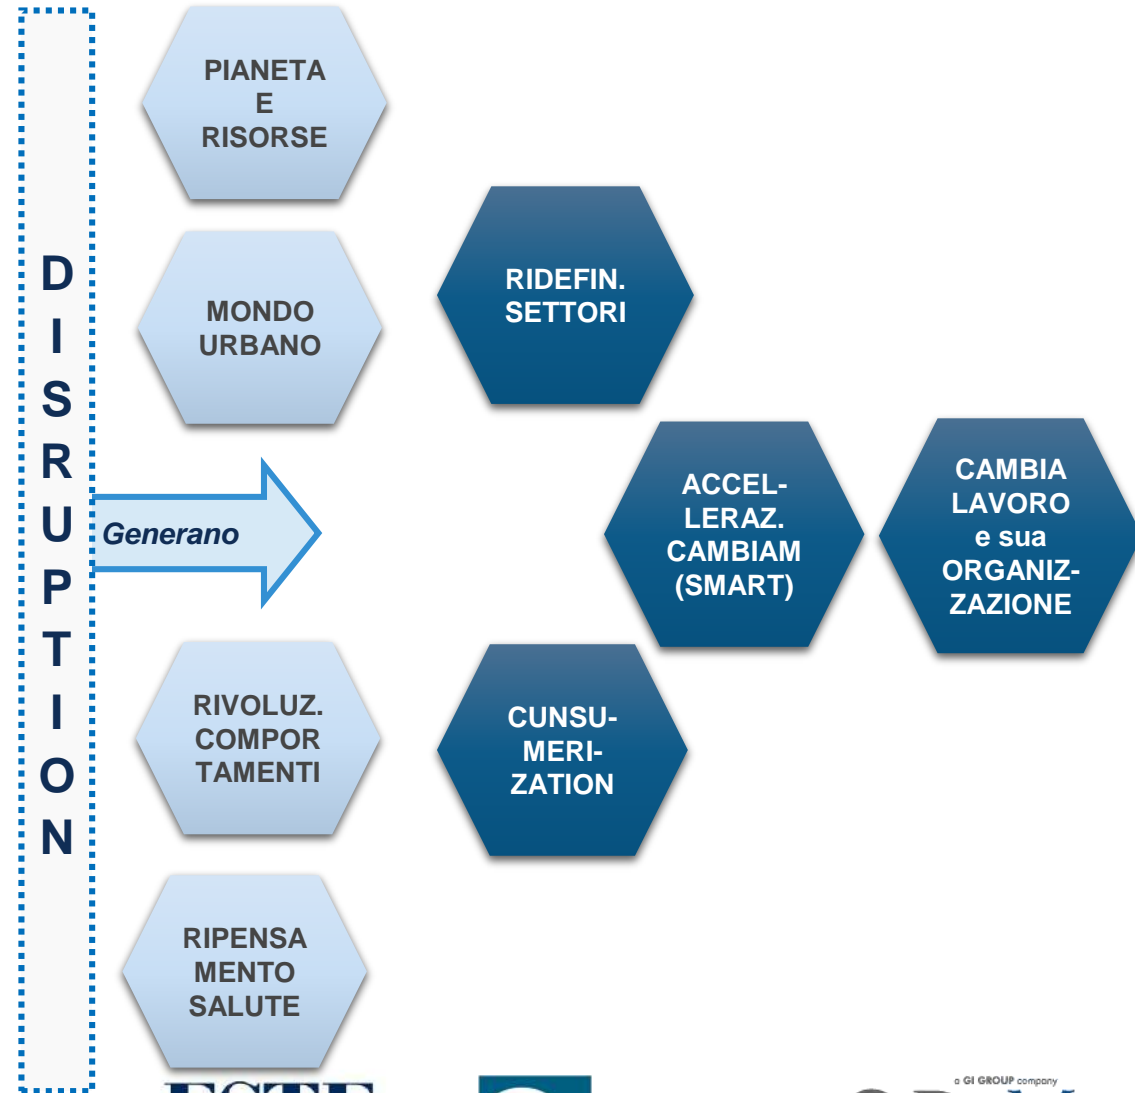 DISRUPTION
PIANETA
E
RISORSE
MONDO
URBANO
RIDEFIN.
SETTORI
Generano
ACCEL-
LERAZ.
CAMBIAM
(SMART)
CAMBIA
LAVORO
e sua
ORGANIZ-
ZAZIONE
RIVOLUZ.
COMPOR
TAMENTI
CUNSU-
MERI-
ZATION
RIPENSA
MENTO
SALUTE
a GI GROUP company